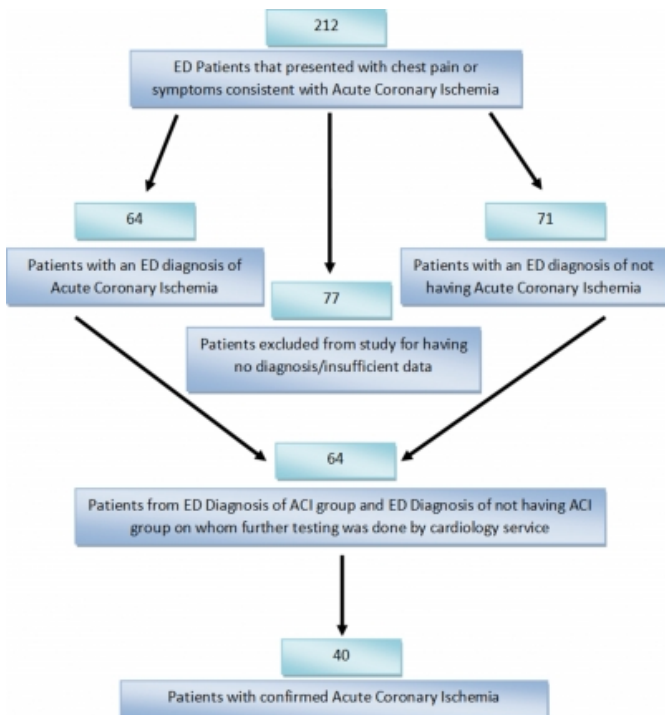 212
ED Patients that presented with chest pain or
symptoms consistent with Acute Coronary Ischemia
64
Patients with an ED diagnosis of
Acute Coronary Ischemia
71
Patients with an ED diagnosis of not
having Acute Coronary Ischemia
77
Patients excluded from study for having
no diagnosis/insufficient data
64
Patients from ED Diagnosis of ACI group and ED Diagnosis of not having ACI
group on whom further testing was done by cardiology service
40
Patients with confirmed Acute Coronary Ischemia